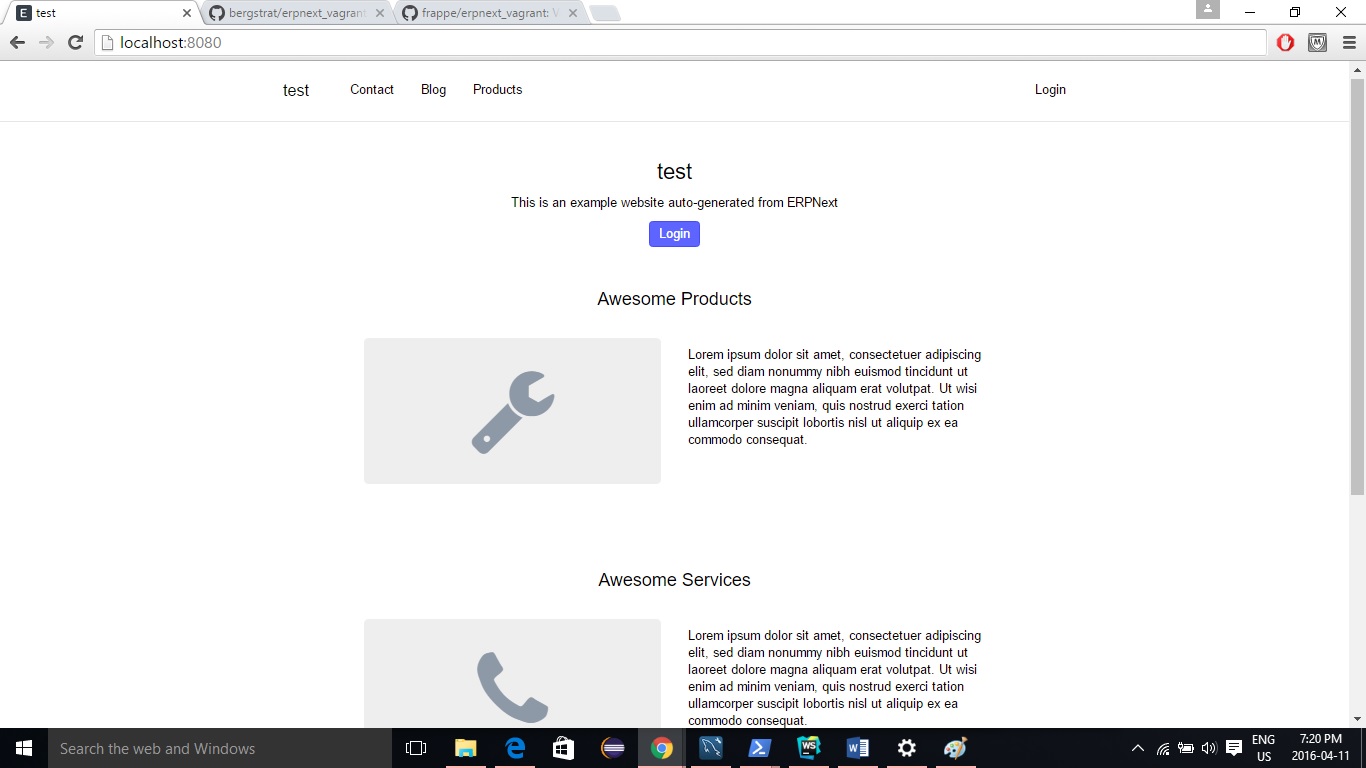 E test
bergstrat/erpnext_vagrant
frappe/erpnext_vagrant: V
localhost:8080
test Contact Blog Products Login
test
This is an example website auto-generated from ERPNext
Login
Awesome Products
Lorem ipsum dolor sit amet, consectetuer adipiscing
elit, sed diam nonummy nibh euismod tincidunt ut
laoreet dolore magna aliquam erat volutpat. Ut wisi
enim ad minim veniam, quis nostrud exerci tation
ullamcorper suscipit lobortis nisl ut aliquip ex ea
commodo consequat.
Awesome Services
Lorem ipsum dolor sit amet, consectetuer adipiscing
elit, sed diam nonummy nibh euismod tincidunt ut
laoreet dolore magna aliquam erat volutpat. Ut wisi
enim ad minim veniam, quis nostrud exerci tation
ullamcorper suscipit lobortis nisl ut aliquip ex ea
commodo consequat.
Search the web and Windows
WS
ENG
US
7:20 PM
2016-04-11